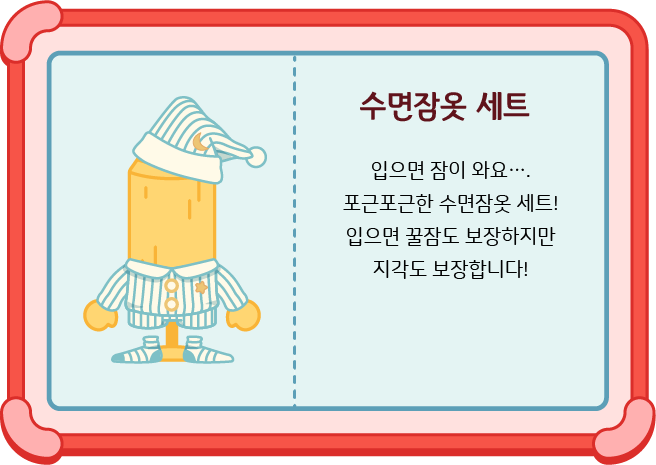 수면잠옷 세트
입으면 잠이 와요….
포근포근한 수면잠옷 세트!
입으면 꿀잠도 보장하지만
지각도 보장합니다!